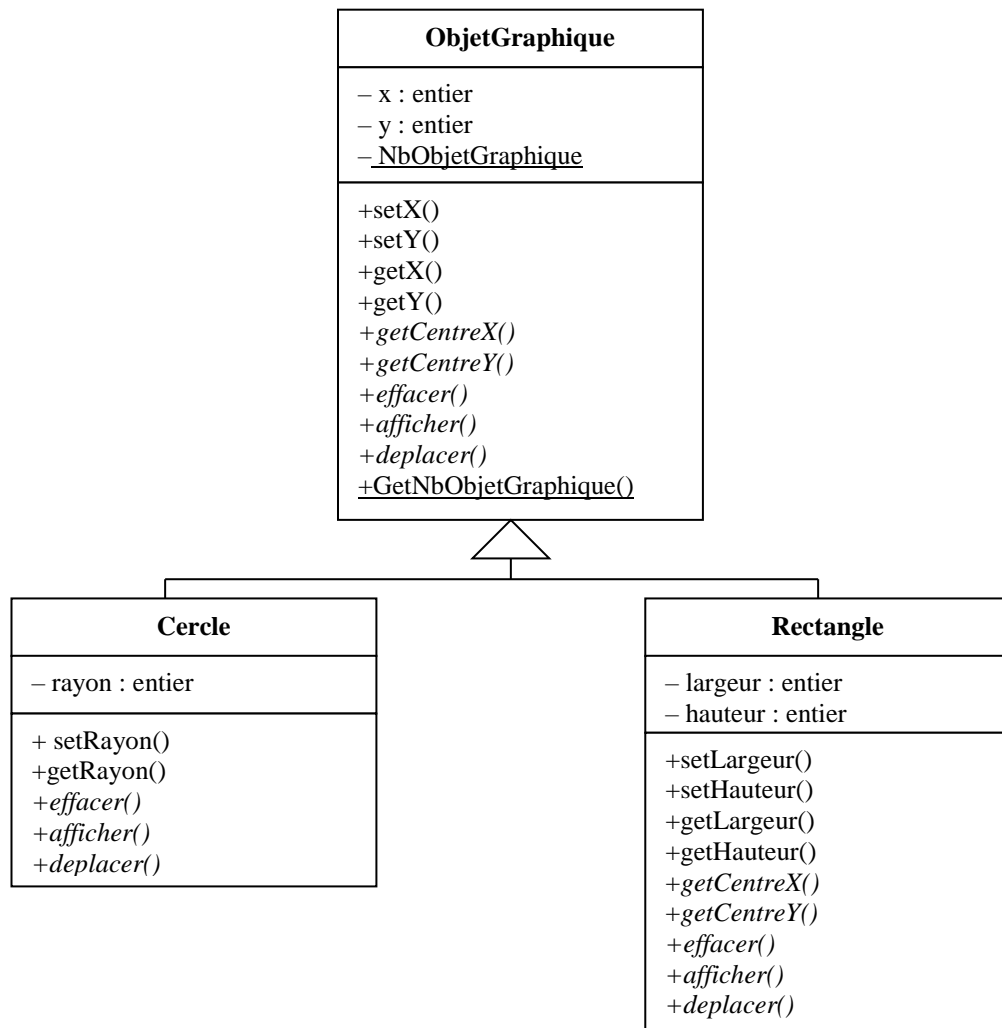 ObjetGraphique
– x : entier
– y : entier
– NbObjetGraphique
+setX()
+setY()
+getX()
+getY()
+getCentreX()
+getCentreY()
+effacer()
+afficher()
+deplacer()
+GetNbObjetGraphique()
Cercle
– rayon : entier
+ setRayon()
+getRayon()
+effacer()
+afficher()
+deplacer()
Rectangle
– largeur : entier
– hauteur : entier
+setLargeur()
+setHauteur()
+getLargeur()
+getHauteur()
+getCentreX()
+getCentreY()
+effacer()
+afficher()
+deplacer()